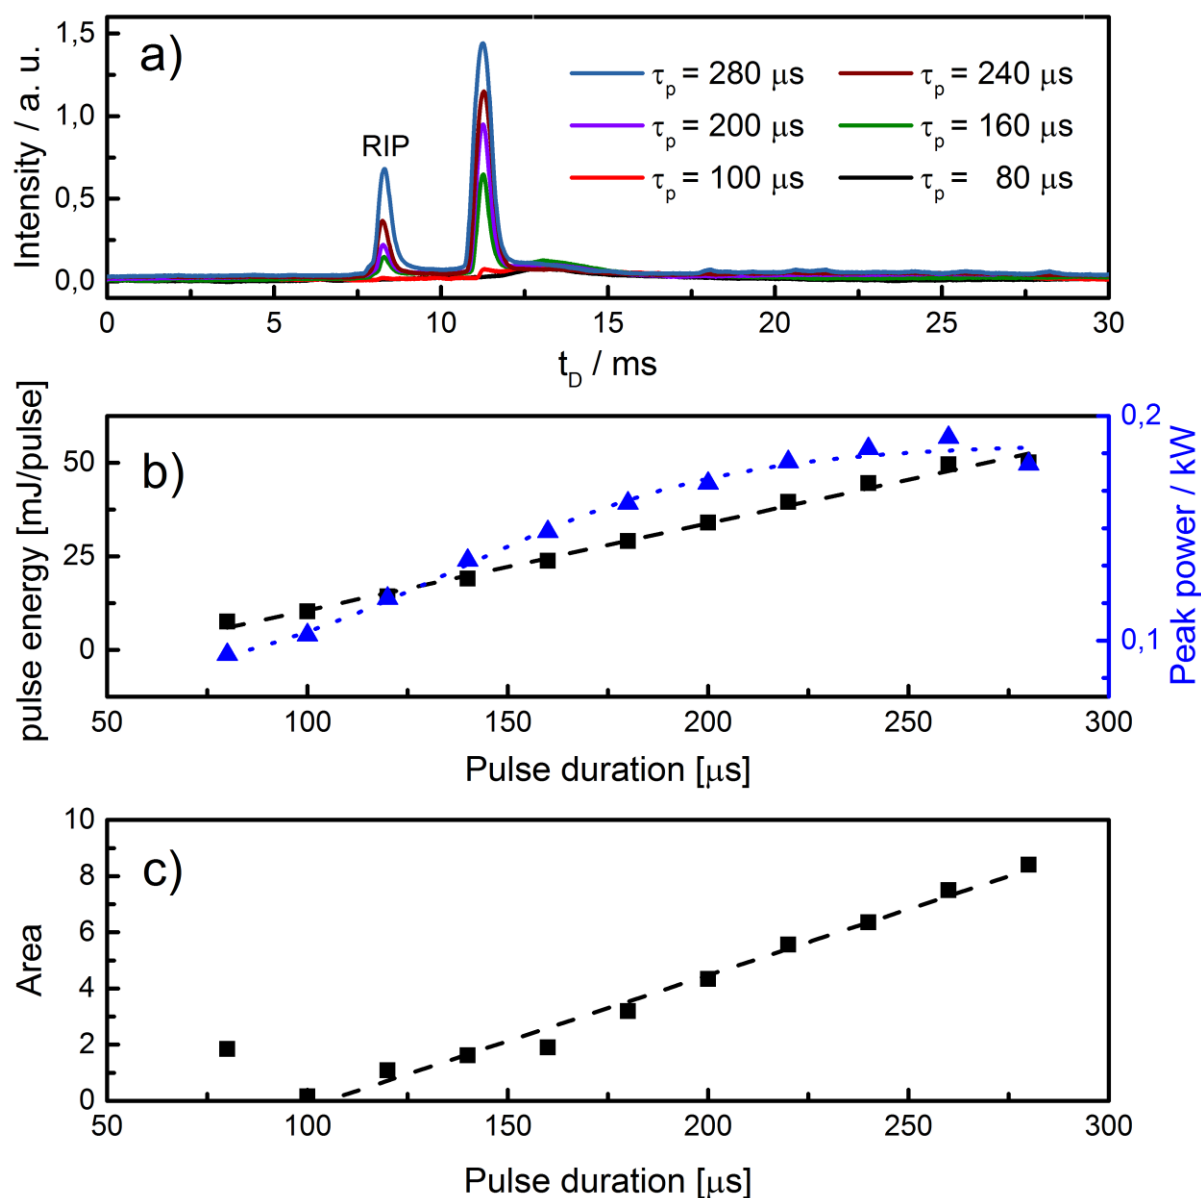 a)
Intensity / a. u.
1,5
1,0
0,5
0,0
RIP
τp = 280 μs
τp = 240 μs
τp = 200 μs
τp = 160 μs
τp = 100 μs
τp = 80 μs
0 5 10 15 20 25 30
tD / ms
b)
pulse energy [mJ/pulse]
50
25
0
0,2
0,1
Peak power / kW
50 100 150 200 250 300
Pulse duration [μs]
c)
Area
10
8
6
4
2
0
50 100 150 200 250 300
Pulse duration [μs]